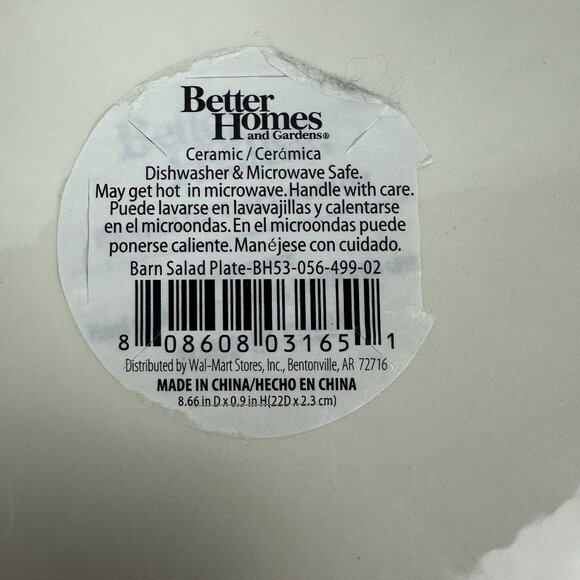 Better
Homes
and Gardens®
Ceramic / Cerámica
Dishwasher & Microwave Safe.
May get hot in microwave. Handle with care.
Puede lavarse en lavavajillas y calentarse
en el microondas. En el microondas puede
ponerse caliente. Manéjese con cuidado.
Barn Salad Plate-BH53-056-499-02
8 08608 03165 1
Distributed by Wal-Mart Stores, Inc., Bentonville, AR 72716
MADE IN CHINA/HECHO EN CHINA
8.66 in D x 0.9 in H(22D x 2.3 cm)